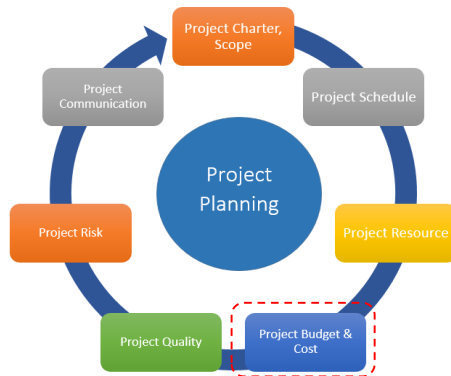 Project Charter,
Scope
Project Schedule
Project Resource
Project Budget &
Cost
Project Quality
Project Risk
Project
Communication
Project
Planning